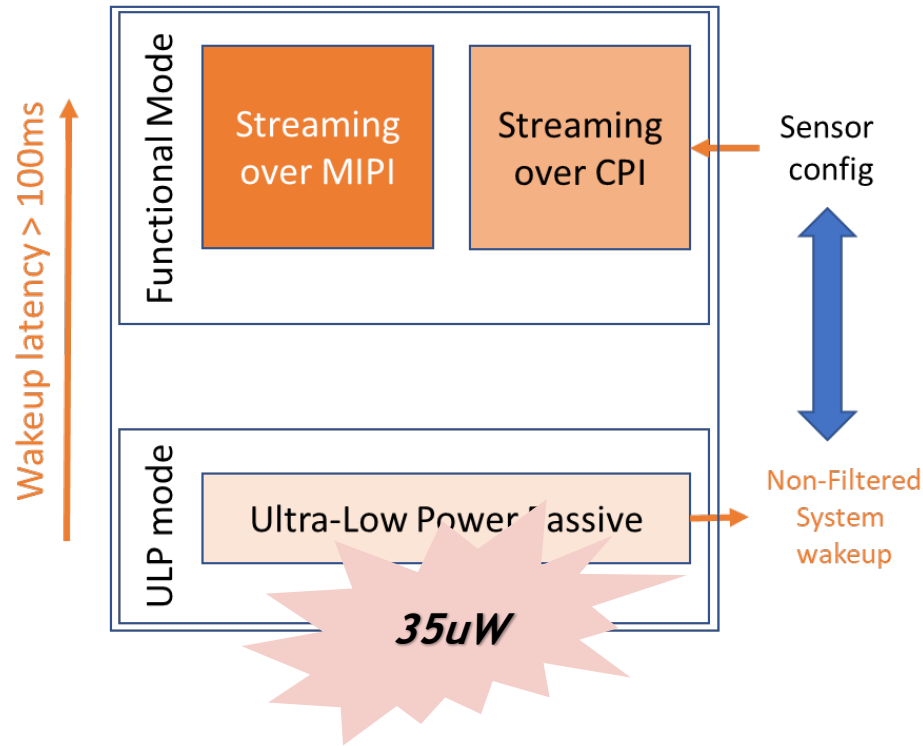 Wakeup latency > 100ms
Functional Mode
Streaming
over MIPI
Streaming
over CPI
Sensor
config
ULP mode
Ultra-Low Power Passive
Non-Filtered
System
wakeup
35uW